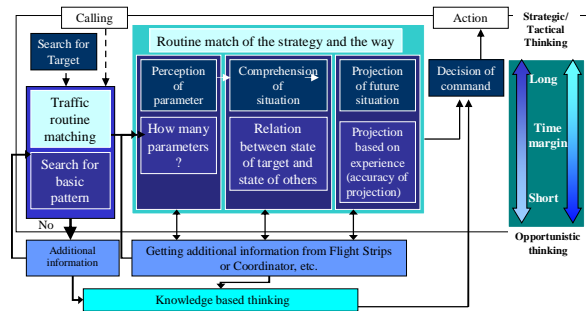 Calling
Action
Strategic/
Tactical
Thinking
Search for
Target
Routine match of the strategy and the way
Perception
of
parameter
Comprehension
of
situation
Projection
of future
situation
Decision of
command
Long
Traffic
routine
matching
How many
parameters
?
Relation
between state
of target and
state of others
Projection
based on
experience
(accuracy of
projection)
Time
margin
Search for
basic
pattern
Short
No
Opportunistic
thinking
Additional
information
Getting additional information from Flight Strips
or Coordinator, etc.
Knowledge based thinking